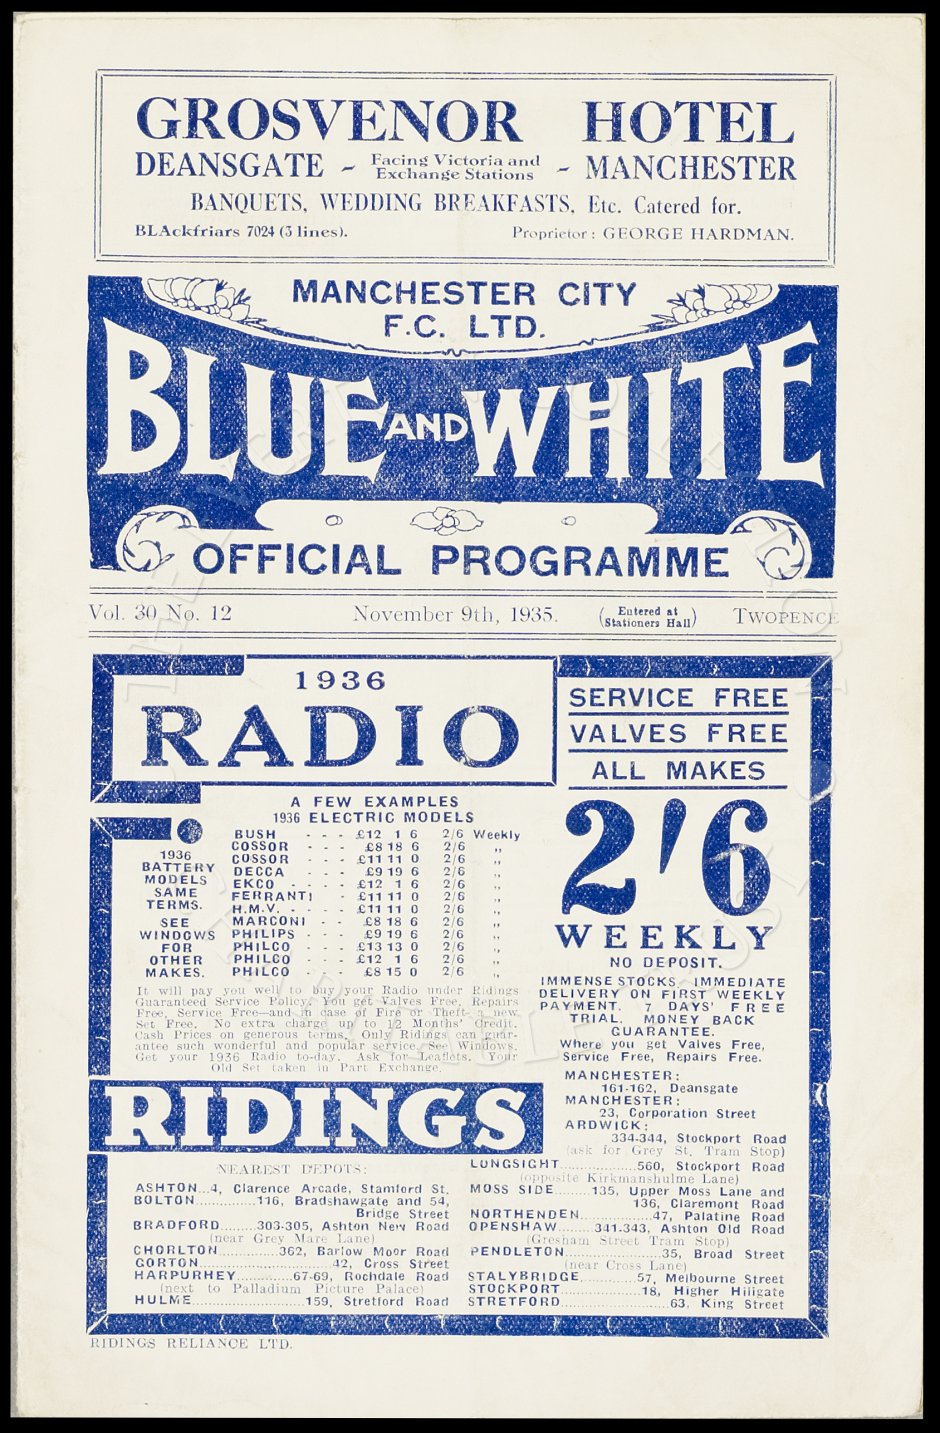 GROSVENOR HOTEL
DEANSGATE - Facing Victoria and Exchange Stations - MANCHESTER
BANQUETS, WEDDING BREAKFASTS, Etc. Catered for.
BLAckfriars 7024 (3 lines). Proprietor: GEORGE HARDMAN.
MANCHESTER CITY
F.C. LTD.
BLUE AND WHITE
OFFICIAL PROGRAMME
Vol. 30 No. 12 November 9th, 1935. (Entered at Stationers Hall) TWOPENCE
1936
RADIO
SERVICE FREE
VALVES FREE
ALL MAKES
2'6
WEEKLY
NO DEPOSIT.
IMMENSE STOCKS IMMEDIATE
DELIVERY ON FIRST WEEKLY
PAYMENT. 7 DAYS' FREE
TRIAL. MONEY BACK
GUARANTEE.
Where you get Valves Free,
Service Free, Repairs Free.
A FEW EXAMPLES
1936 ELECTRIC MODELS
BUSH - - - £12 1 6 2/6 Weekly
COSSOR - - - £8 18 6 2/6 ,,
COSSOR - - - £11 11 0 2/6 ,,
DECCA - - - £9 19 6 2/6 ,,
EKCO - - - £12 1 6 2/6 ,,
FERRANTI - - £11 11 0 2/6 ,,
H.M.V. - - - £11 11 0 2/6 ,,
MARCONI - - - £8 18 6 2/6 ,,
PHILIPS - - - £9 19 6 2/6 ,,
PHILCO - - - £13 13 0 2/6 ,,
PHILCO - - - £12 1 6 2/6 ,,
PHILCO - - - £8 15 0 2/6 ,,
1936
BATTERY
MODELS
SAME
TERMS.
SEE
WINDOWS
FOR
OTHER
MAKES.
It will pay you well to buy your Radio under Ridings
Guaranteed Service Policy. You get Valves Free, Repairs
Free, Service Free—and in case of Fire or Theft a new
Set Free. No extra charge up to 12 Months' Credit.
Cash Prices on generous terms. Only Ridings can guar-
antee such wonderful and popular service. See Windows.
Get your 1936 Radio to-day. Ask for Leaflets. Your
Old Set taken in Part Exchange.
RIDINGS
MANCHESTER:
161-162, Deansgate
MANCHESTER:
23, Corporation Street
ARDWICK:
334-344, Stockport Road
(ask for Grey St. Tram Stop)
NEAREST DEPOTS:
ASHTON...4, Clarence Arcade, Stamford St.
BOLTON............116, Bradshawgate and 54,
Bridge Street
BRADFORD........303-305, Ashton New Road
(near Grey Mare Lane)
CHORLTON...............362, Barlow Moor Road
GORTON............................42, Cross Street
HARPURHEY............67-69, Rochdale Road
(next to Palladium Picture Palace)
HULME........................159, Stretford Road
LONGSIGHT.................560, Stockport Road
(opposite Kirkmanshulme Lane)
MOSS SIDE........135, Upper Moss Lane and
136, Claremont Road
NORTHENDEN................47, Palatine Road
OPENSHAW........341-343, Ashton Old Road
(Gresham Street Tram Stop)
PENDLETON.....................35, Broad Street
(near Cross Lane)
STALYBRIDGE............57, Melbourne Street
STOCKPORT..................18, Higher Hillgate
STRETFORD........................63, King Street
RIDINGS RELIANCE LTD.